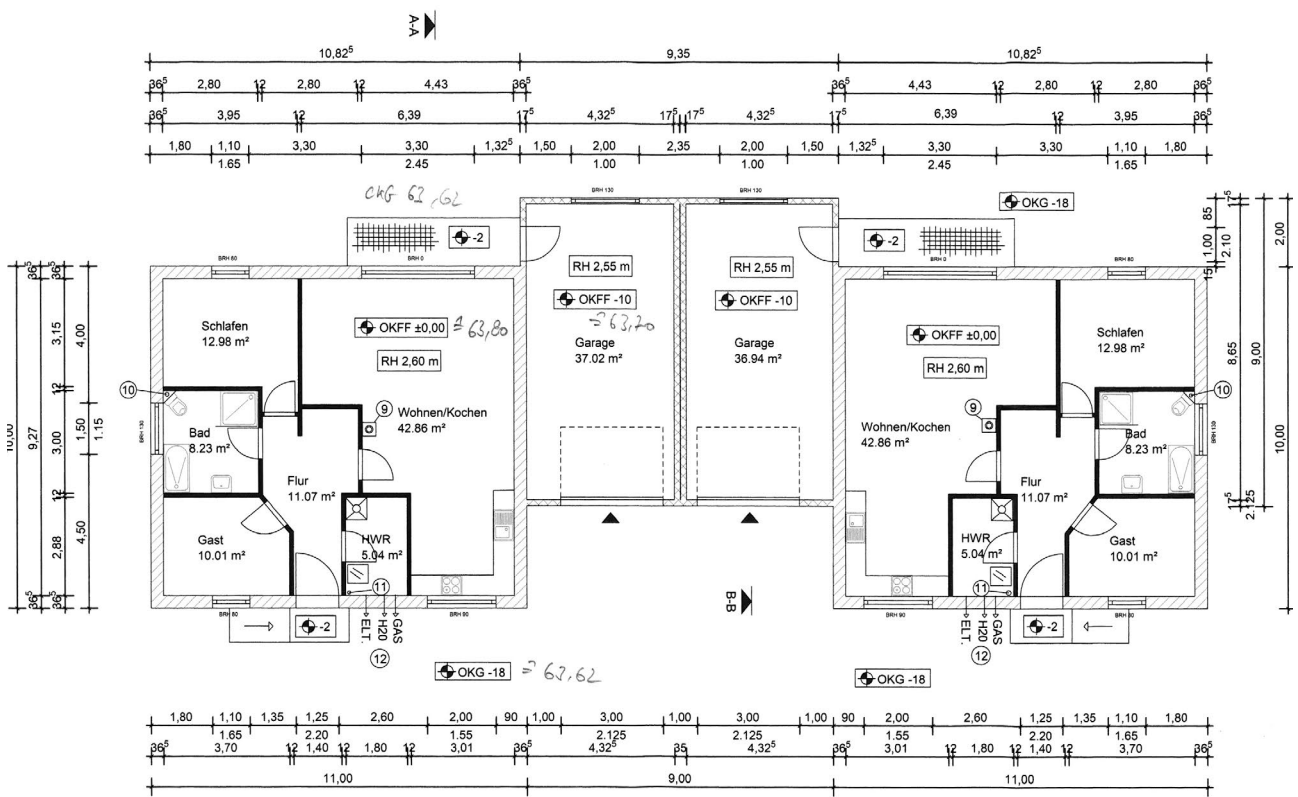 A-A
10,82⁵ 9,35 10,82⁵
36⁵ 2,80 12 2,80 12 4,43 36⁵ 36⁵ 4,43 12 2,80 12 2,80 36⁵
36⁵ 3,95 12 6,39 17⁵ 4,32⁵ 17⁵ 17⁵ 4,32⁵ 17⁵ 6,39 12 3,95 36⁵
1,80 1,10 3,30 3,30 1,32⁵ 1,50 2,00 2,35 2,00 1,50 1,32⁵ 3,30 3,30 1,10 1,80
1.65 2.45 1.00 1.00 2.45 1.65
OKG 63,62
BRH 130 BRH 130
OKG -18
-2 -2
BRH 60 BRH 0 BRH 0 BRH 80
RH 2,55 m RH 2,55 m
OKFF -10 OKFF -10
= 63,70
Schlafen
12.98 m²
OKFF ±0,00 = 63,80
RH 2,60 m
Garage
37.02 m²
Garage
36.94 m²
OKFF ±0,00
RH 2,60 m
Schlafen
12.98 m²
10 9 9 10
BRH 130
Bad
8.23 m²
Wohnen/Kochen
42.86 m²
Wohnen/Kochen
42.86 m²
Bad
8.23 m²
BRH 130
Flur
11.07 m²
Flur
11.07 m²
Gast
10.01 m²
HWR
5.04 m²
HWR
5.04 m²
Gast
10.01 m²
11 11
BRH 80 BRH 90 BRH 90 BRH 80
-2 ELT. H20 GAS B-B ELT. H20 GAS -2
12 12
OKG -18 = 63,62 OKG -18
10,00
36⁵ 9,27 36⁵
36⁵ 3,15 12 3,00 12 2,88 36⁵
4,00 1,50 4,50
1.15
17⁵ 85 1,00 15
2.10
8,65 17⁵
2.125
9,00
2,00 10,00
1,80 1,10 1,35 1,25 2,60 2,00 90 1,00 3,00 1,00 3,00 1,00 90 2,00 2,60 1,25 1,35 1,10 1,80
1.65 2.20 1.55 2.125 2.125 1.55 2.20 1.65
36⁵ 3,70 12 1,40 12 1,80 12 3,01 36⁵ 4,32⁵ 35 4,32⁵ 36⁵ 3,01 12 1,80 12 1,40 12 3,70 36⁵
11,00 9,00 11,00